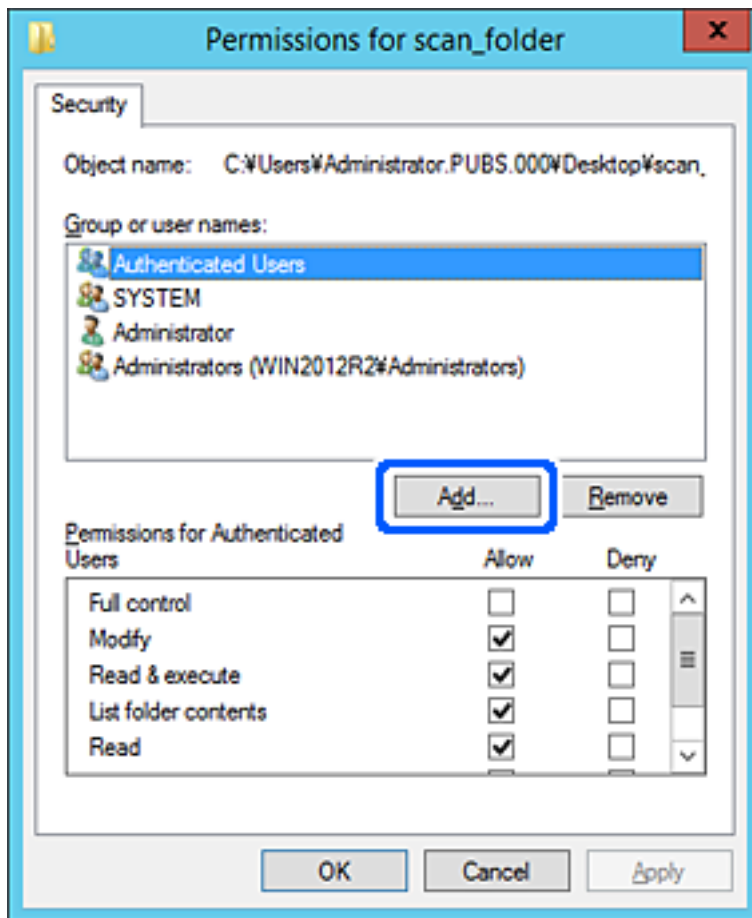 Permissions for scan_folder
x
Security
Object name: C:¥Users¥Administrator.PUBS.000¥Desktop¥scan_
Group or user names:
Authenticated Users
SYSTEM
Administrator
Administrators (WIN2012R2¥Administrators)
Add... Remove
Permissions for Authenticated
Users Allow Deny
Full control
Modify
Read & execute
List folder contents
Read
OK Cancel Apply